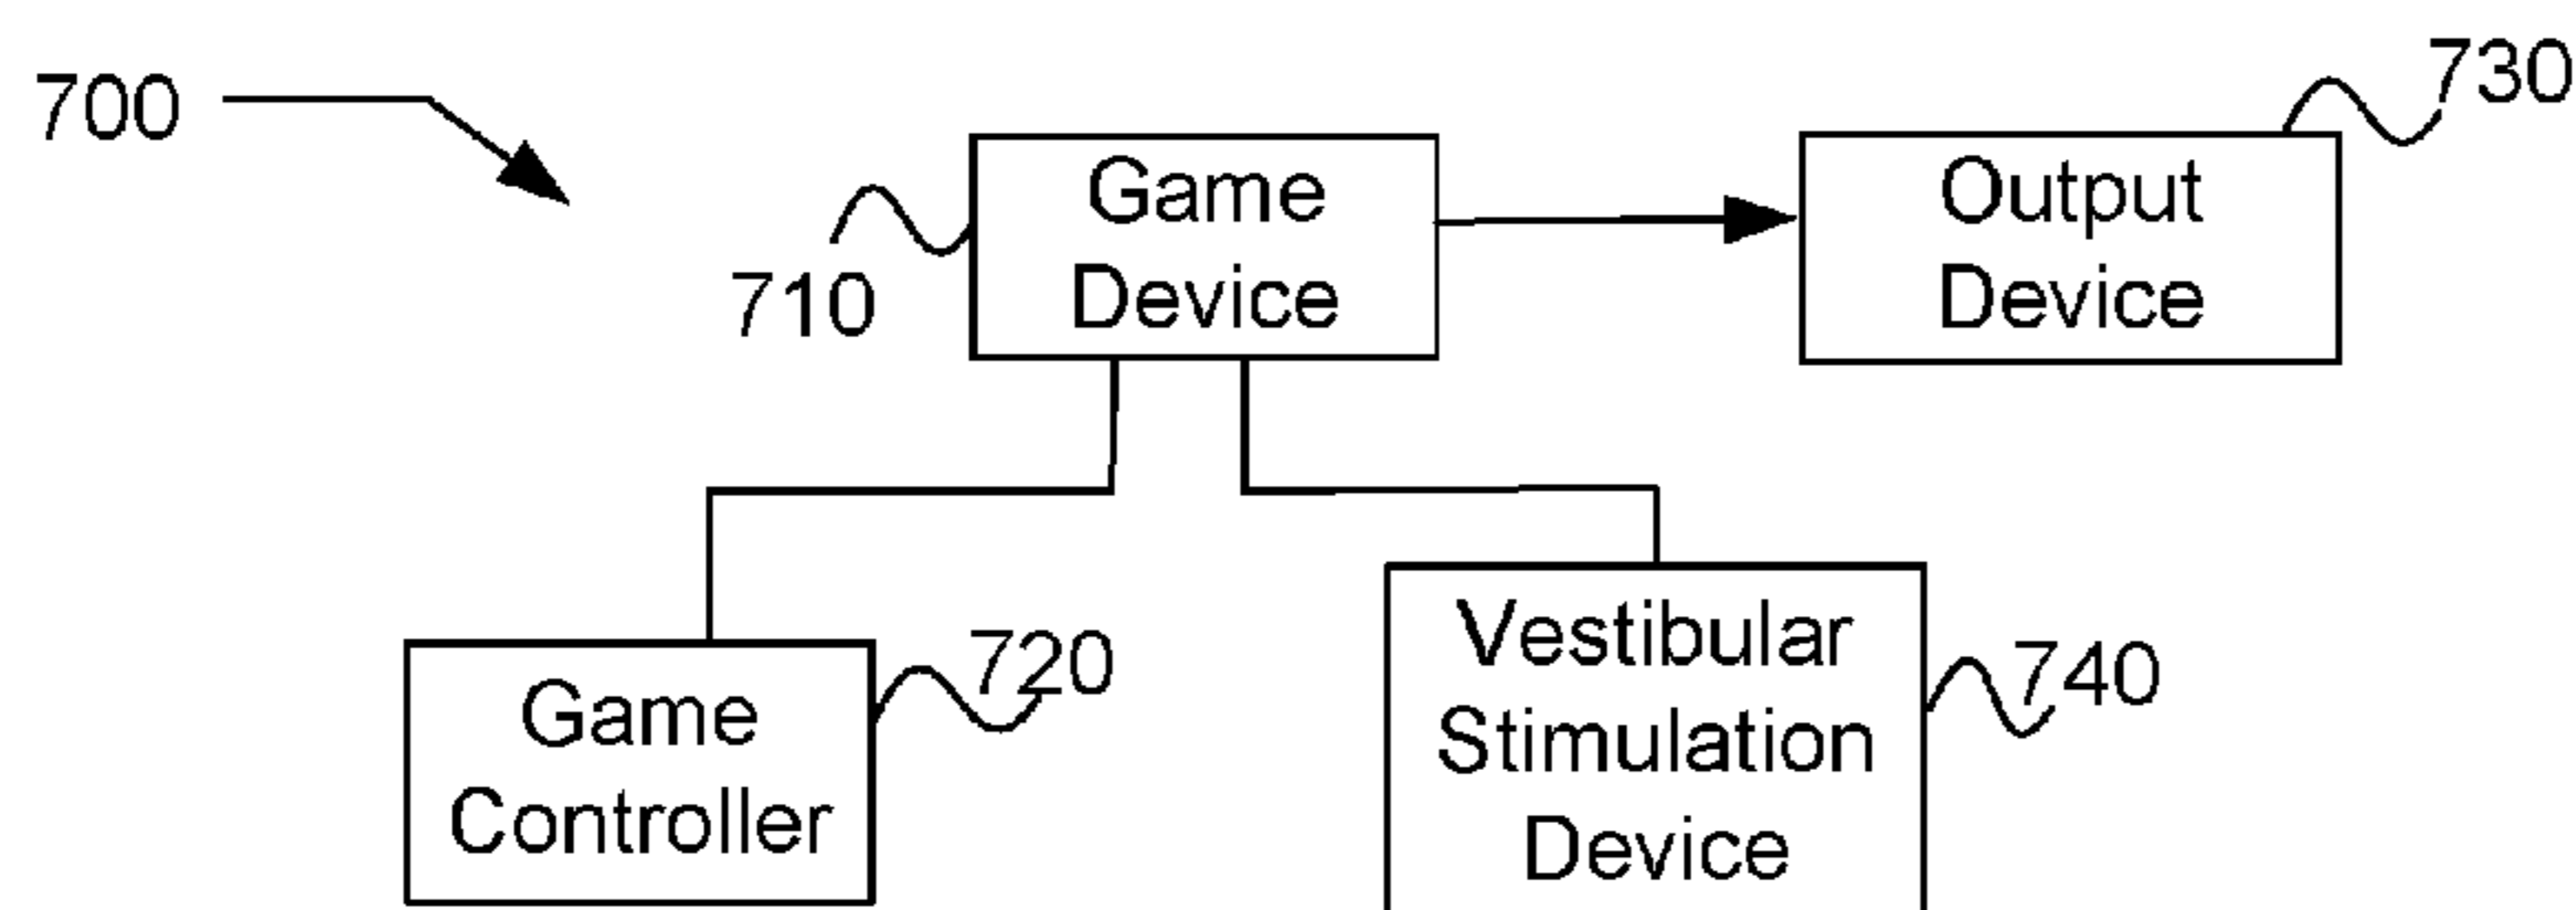 700
730
Game
Device
Output
Device
710
720
Game
Controller
Vestibular
Stimulation
Device
740